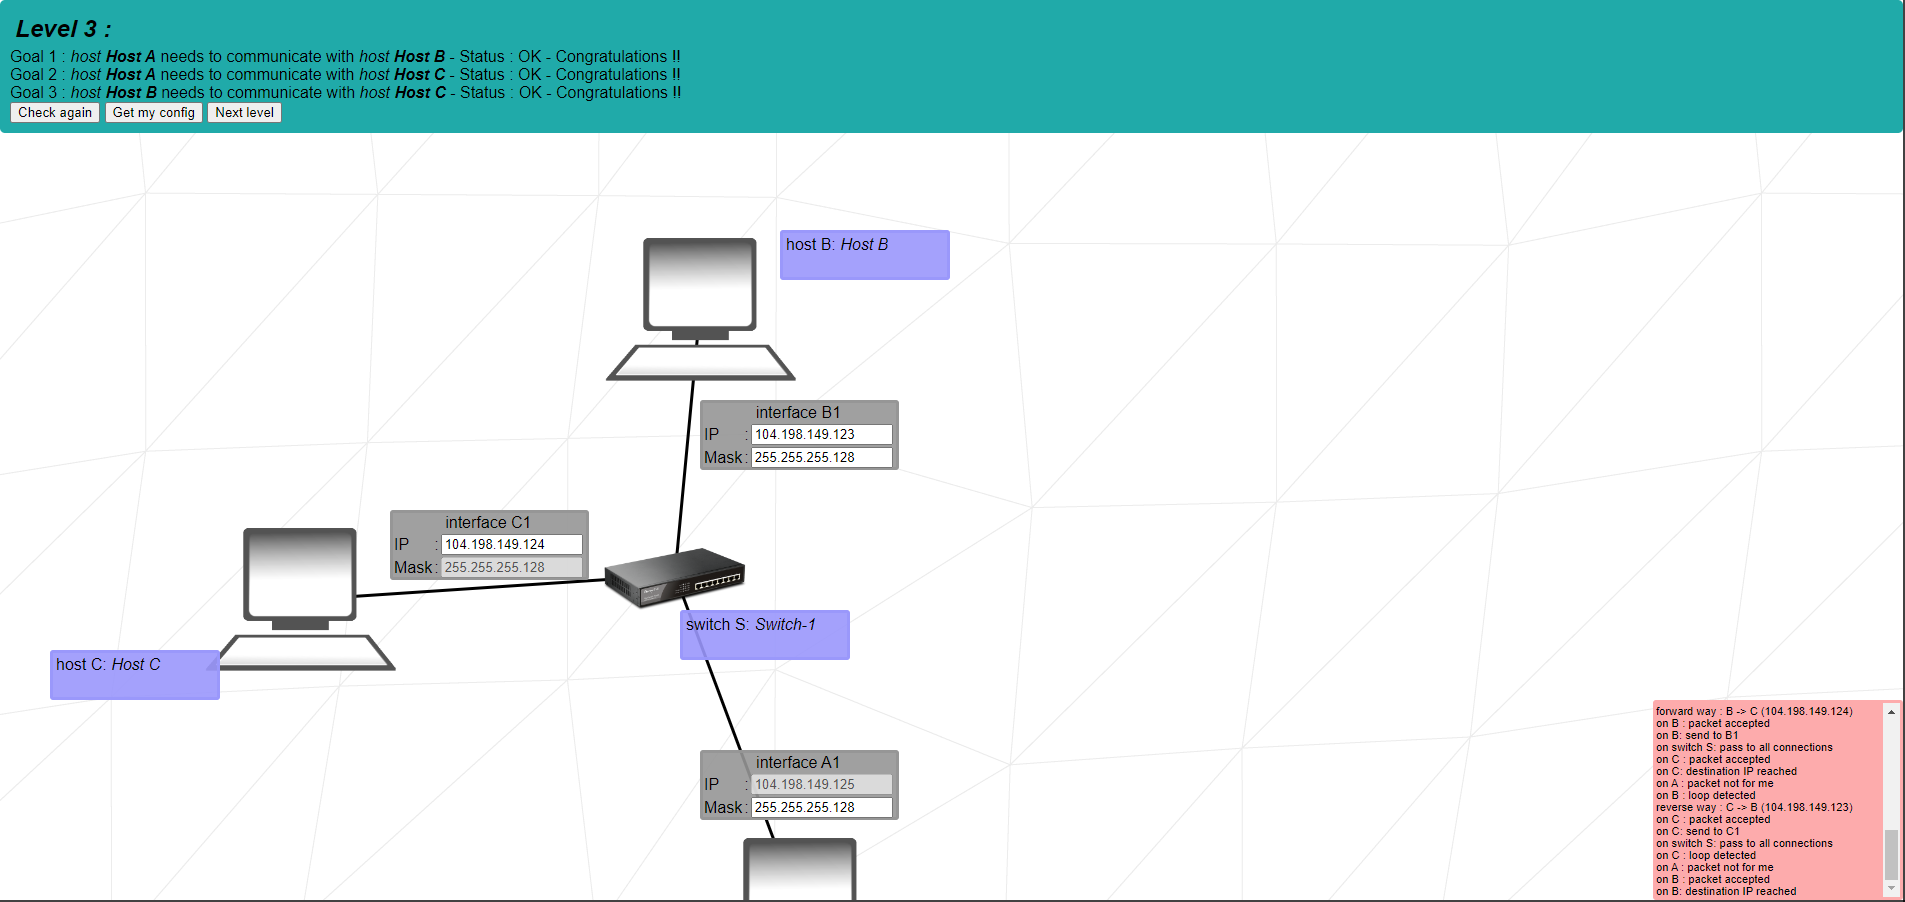 Level 3 :
Goal 1 : host Host A needs to communicate with host Host B - Status : OK - Congratulations !!
Goal 2 : host Host A needs to communicate with host Host C - Status : OK - Congratulations !!
Goal 3 : host Host B needs to communicate with host Host C - Status : OK - Congratulations !!
Check again Get my config Next level
host B: Host B
interface B1
IP : 104.198.149.123
Mask : 255.255.255.128
interface C1
IP : 104.198.149.124
Mask : 255.255.255.128
switch S: Switch-1
host C: Host C
interface A1
IP : 104.198.149.125
Mask : 255.255.255.128
forward way : B -> C (104.198.149.124)
on B : packet accepted
on B: send to B1
on switch S: pass to all connections
on C : packet accepted
on C: destination IP reached
on A : packet not for me
on B : loop detected
reverse way : C -> B (104.198.149.123)
on C : packet accepted
on C: send to C1
on switch S: pass to all connections
on C : loop detected
on A : packet not for me
on B : packet accepted
on B: destination IP reached